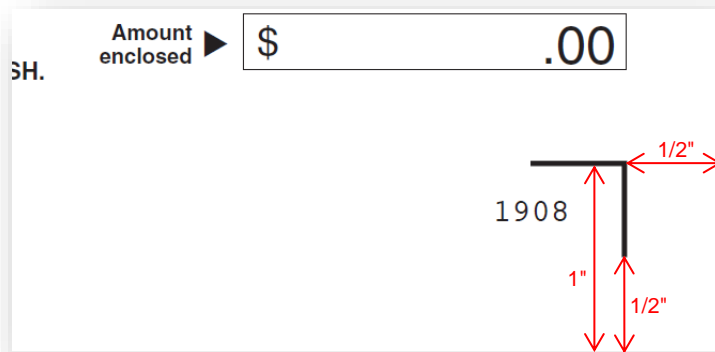 Amount
enclosed
$ .00
SH.
1/2"
1908
1"
1/2"